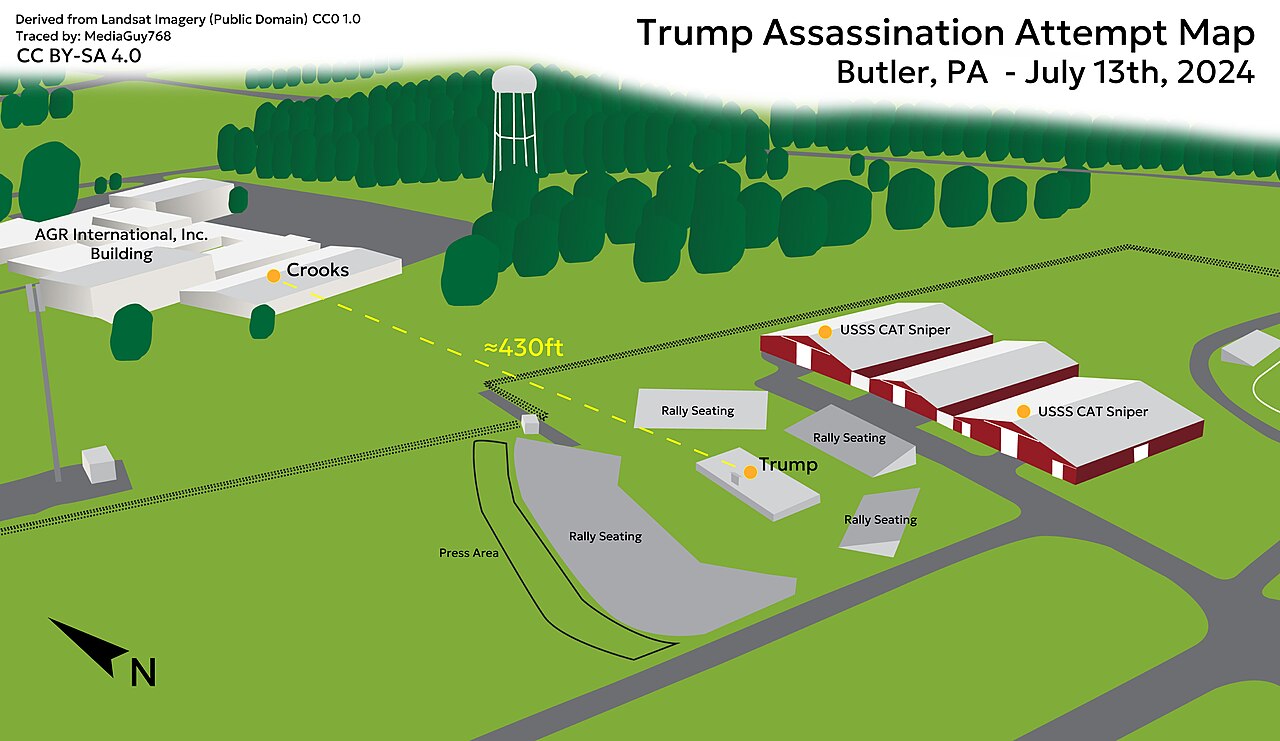 Derived from Landsat Imagery (Public Domain) CC0 1.0
Traced by: MediaGuy768
CC BY-SA 4.0
Trump Assassination Attempt Map
Butler, PA - July 13th, 2024
AGR International, Inc.
Building
Crooks
≈430ft
USSS CAT Sniper
USSS CAT Sniper
Rally Seating
Rally Seating
Trump
Rally Seating
Rally Seating
Press Area
N